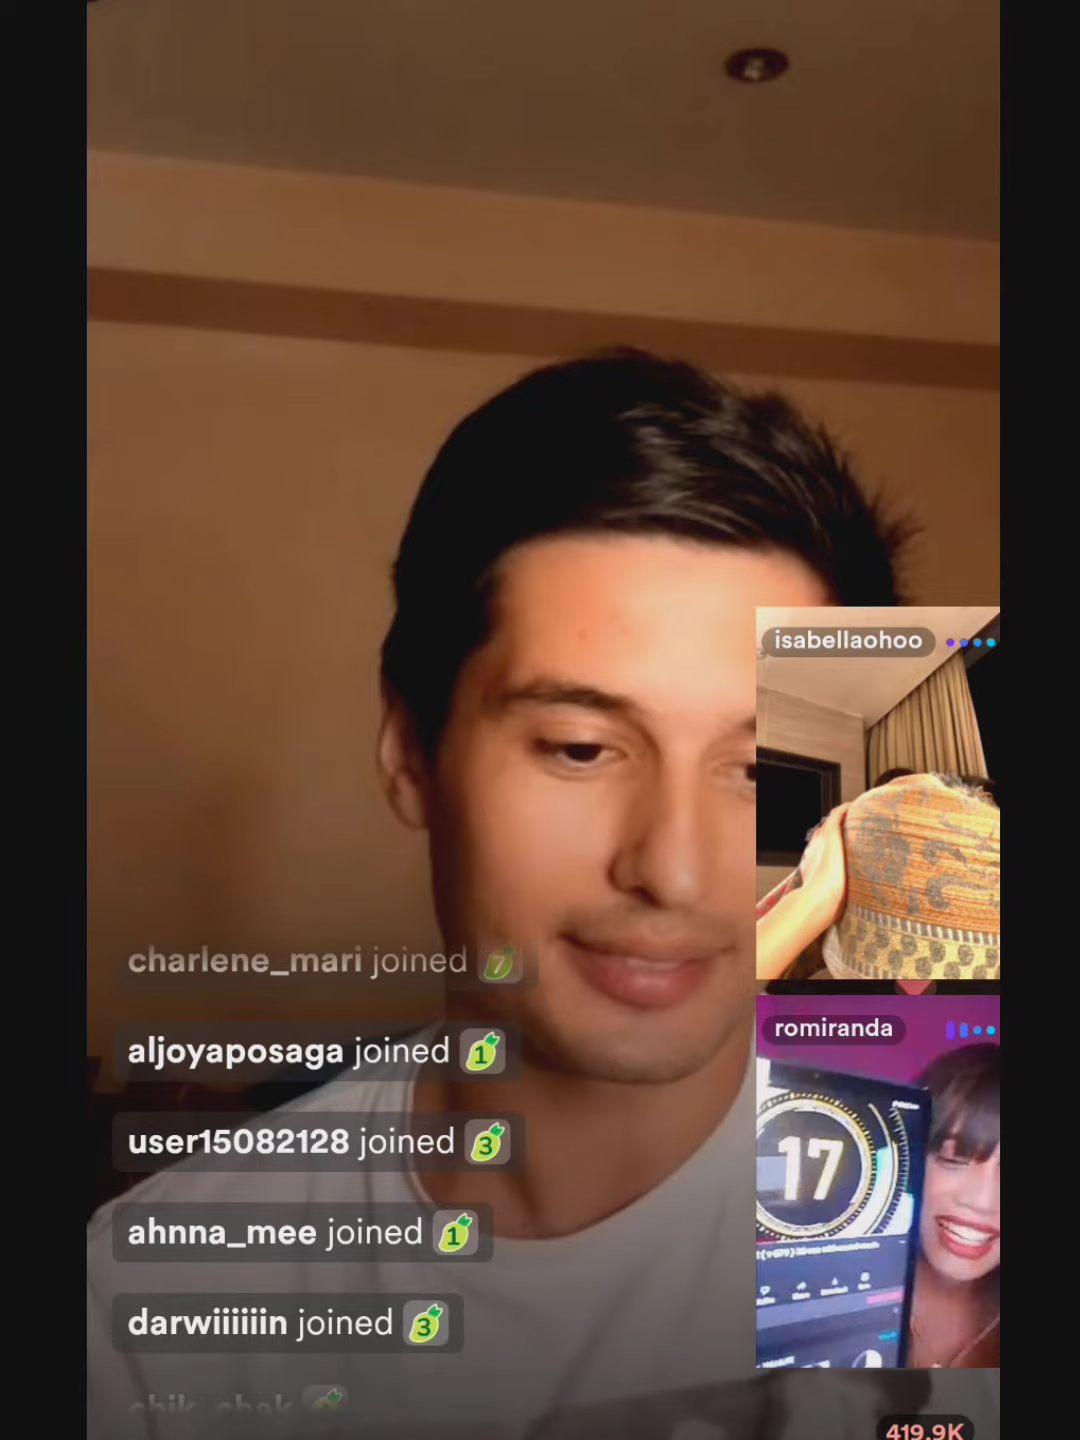 isabellaohoo
charlene_mari joined 7
aljoyaposaga joined 1
romiranda
user15082128 joined 3
17
ahnna_mee joined 1
darwiiiiiin joined 3
chik_chak
419.9K